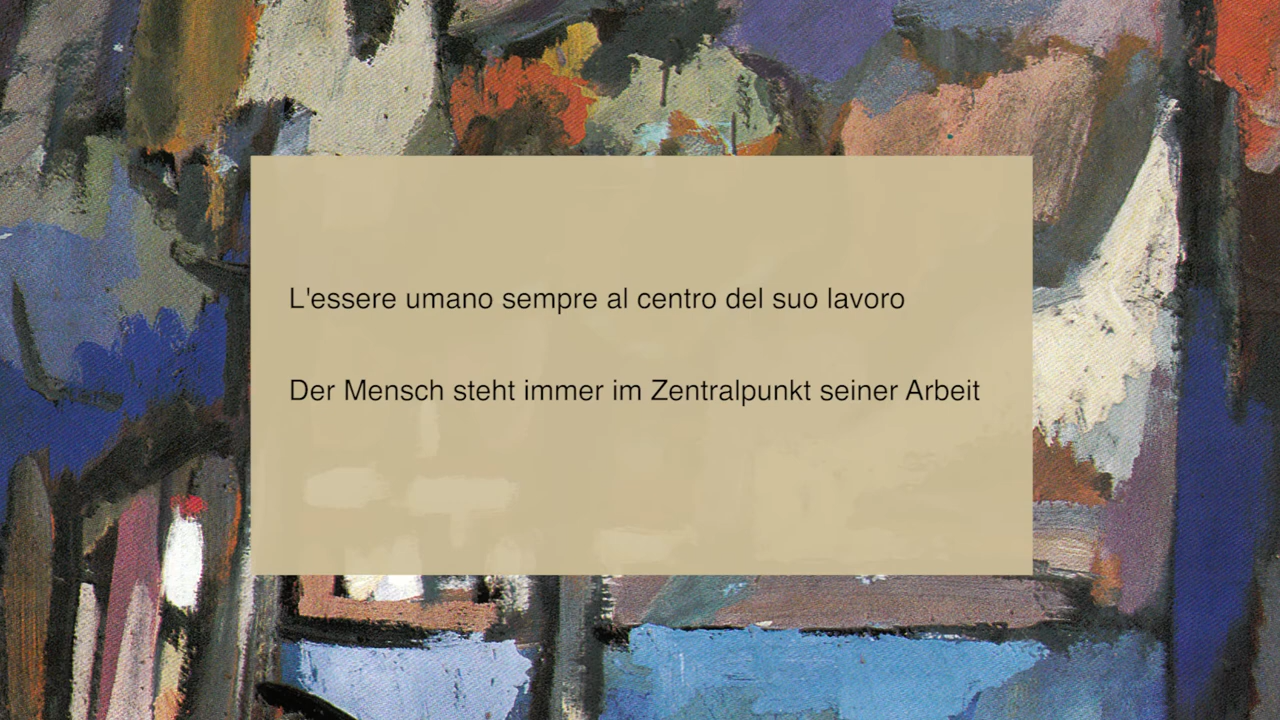 L'essere umano sempre al centro del suo lavoro
Der Mensch steht immer im Zentralpunkt seiner Arbeit